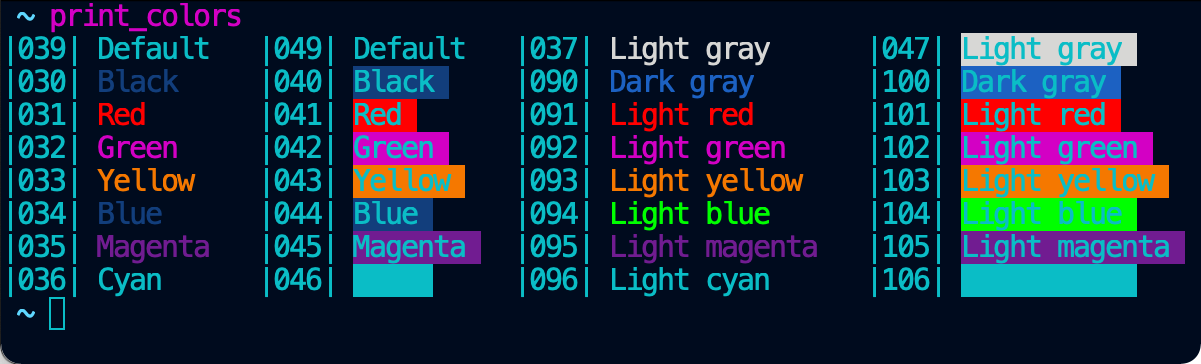 ~ print_colors
|039| Default |049| Default |037| Light gray |047| Light gray
|030| Black |040| Black |090| Dark gray |100| Dark gray
|031| Red |041| Red |091| Light red |101| Light red
|032| Green |042| Green |092| Light green |102| Light green
|033| Yellow |043| Yellow |093| Light yellow |103| Light yellow
|034| Blue |044| Blue |094| Light blue |104| Light blue
|035| Magenta |045| Magenta |095| Light magenta |105| Light magenta
|036| Cyan |046| |096| Light cyan |106|
~